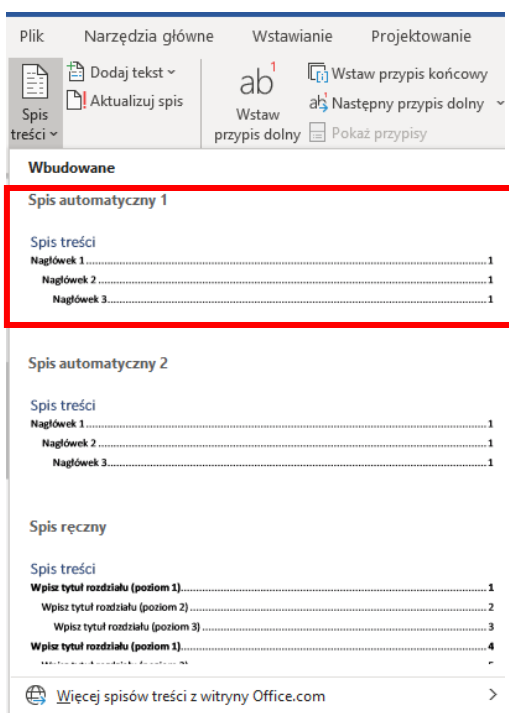 Plik Narzędzia główne Wstawianie Projektowanie
Spis treści
Dodaj tekst
Aktualizuj spis
ab1
Wstaw
przypis dolny
Wstaw przypis końcowy
Następny przypis dolny
Pokaż przypisy
Wbudowane
Spis automatyczny 1
Spis treści
Nagłówek 1.....1
Nagłówek 2.....1
Nagłówek 3.....1
Spis automatyczny 2
Spis treści
Nagłówek 1.....1
Nagłówek 2.....1
Nagłówek 3.....1
Spis ręczny
Spis treści
Wpisz tytuł rozdziału (poziom 1).....1
Wpisz tytuł rozdziału (poziom 2).....2
Wpisz tytuł rozdziału (poziom 3).....3
Wpisz tytuł rozdziału (poziom 1).....4
Więcej spisów treści z witryny Office.com